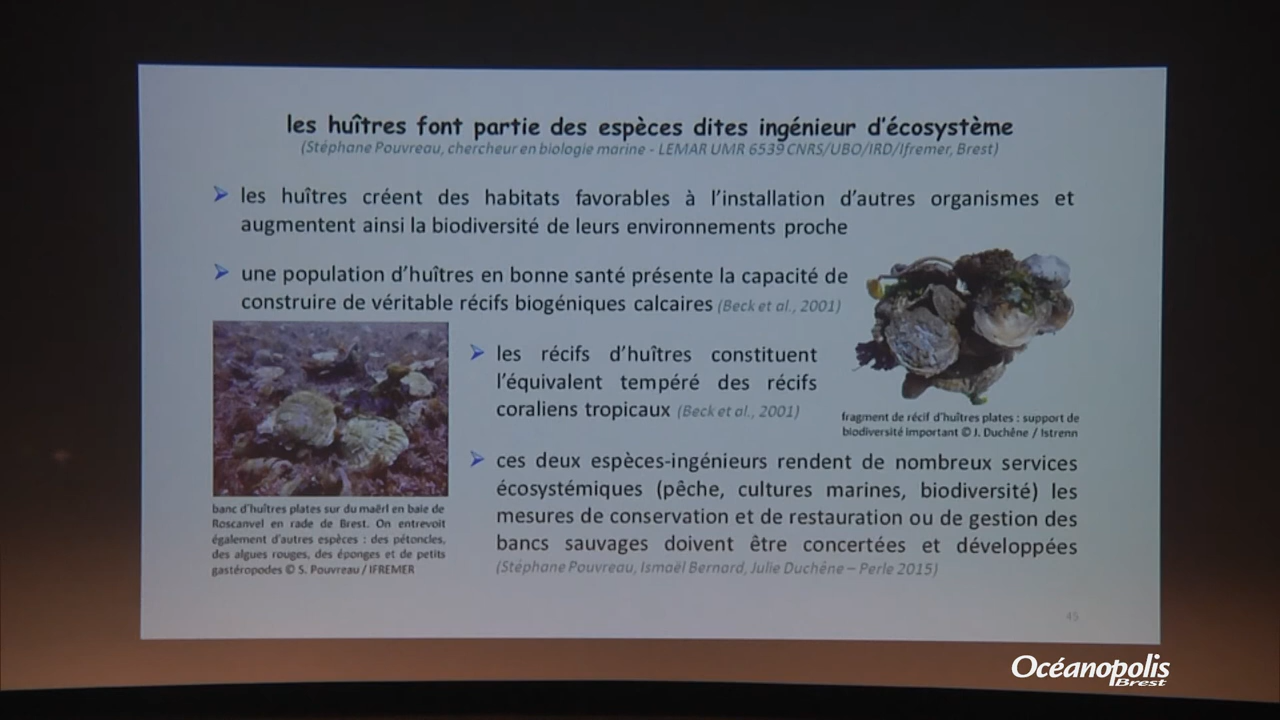 les huîtres font partie des espèces dites ingénieur d'écosystème
(Stéphane Pouvreau, chercheur en biologie marine - LEMAR UMR 6539 CNRS/UBO/IRD/Ifremer, Brest)
les huîtres créent des habitats favorables à l'installation d'autres organismes et
augmentent ainsi la biodiversité de leurs environnements proche
une population d'huîtres en bonne santé présente la capacité de
construire de véritable récifs biogéniques calcaires (Beck et al., 2001)
les récifs d'huîtres constituent
l'équivalent tempéré des récifs
coraliens tropicaux (Beck et al., 2001)
fragment de récif d'huîtres plates : support de
biodiversité important © J. Duchêne / Istrenn
banc d'huîtres plates sur du maërl en baie de
Roscanvel en rade de Brest. On entrevoit
également d'autres espèces : des pétoncles,
des algues rouges, des éponges et de petits
gastéropodes © S. Pouvreau / IFREMER
ces deux espèces-ingénieurs rendent de nombreux services
écosystémiques (pêche, cultures marines, biodiversité) les
mesures de conservation et de restauration ou de gestion des
bancs sauvages doivent être concertées et développées
(Stéphane Pouvreau, Ismaël Bernard, Julie Duchêne – Perle 2015)
45
Océanopolis
Brest